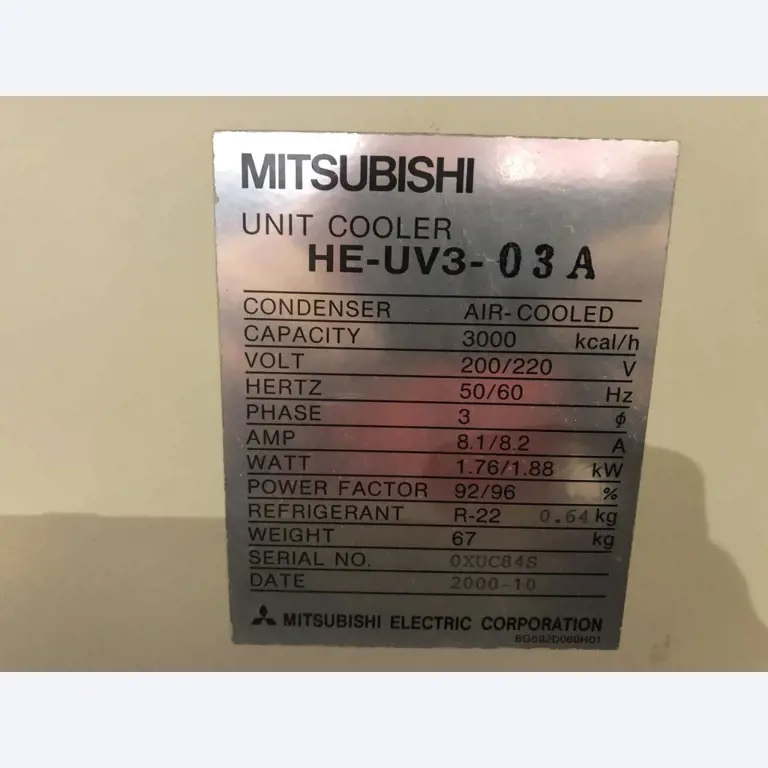 MITSUBISHI
UNIT COOLER
HE-UV3-03A
CONDENSER AIR-COOLED
CAPACITY 3000 kcal/h
VOLT 200/220 V
HERTZ 50/60 Hz
PHASE 3 ϕ
AMP 8.1/8.2 A
WATT 1.76/1.88 kW
POWER FACTOR 92/96 %
REFRIGERANT R-22 0.64 kg
WEIGHT 67 kg
SERIAL NO. 0XUC84S
DATE 2000-10
MITSUBISHI ELECTRIC CORPORATION